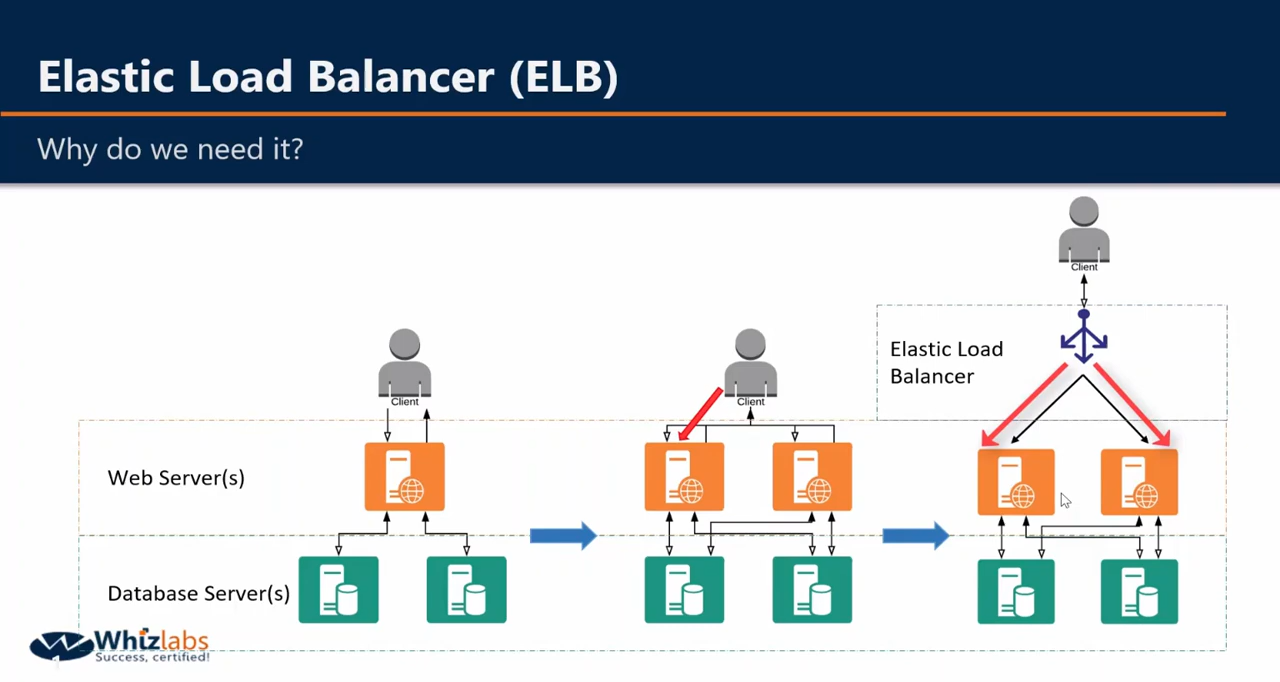 Elastic Load Balancer (ELB)
Why do we need it?
Client
Elastic Load
Balancer
Client
Client
Web Server(s)
Database Server(s)
Whizlabs
Success, certified!